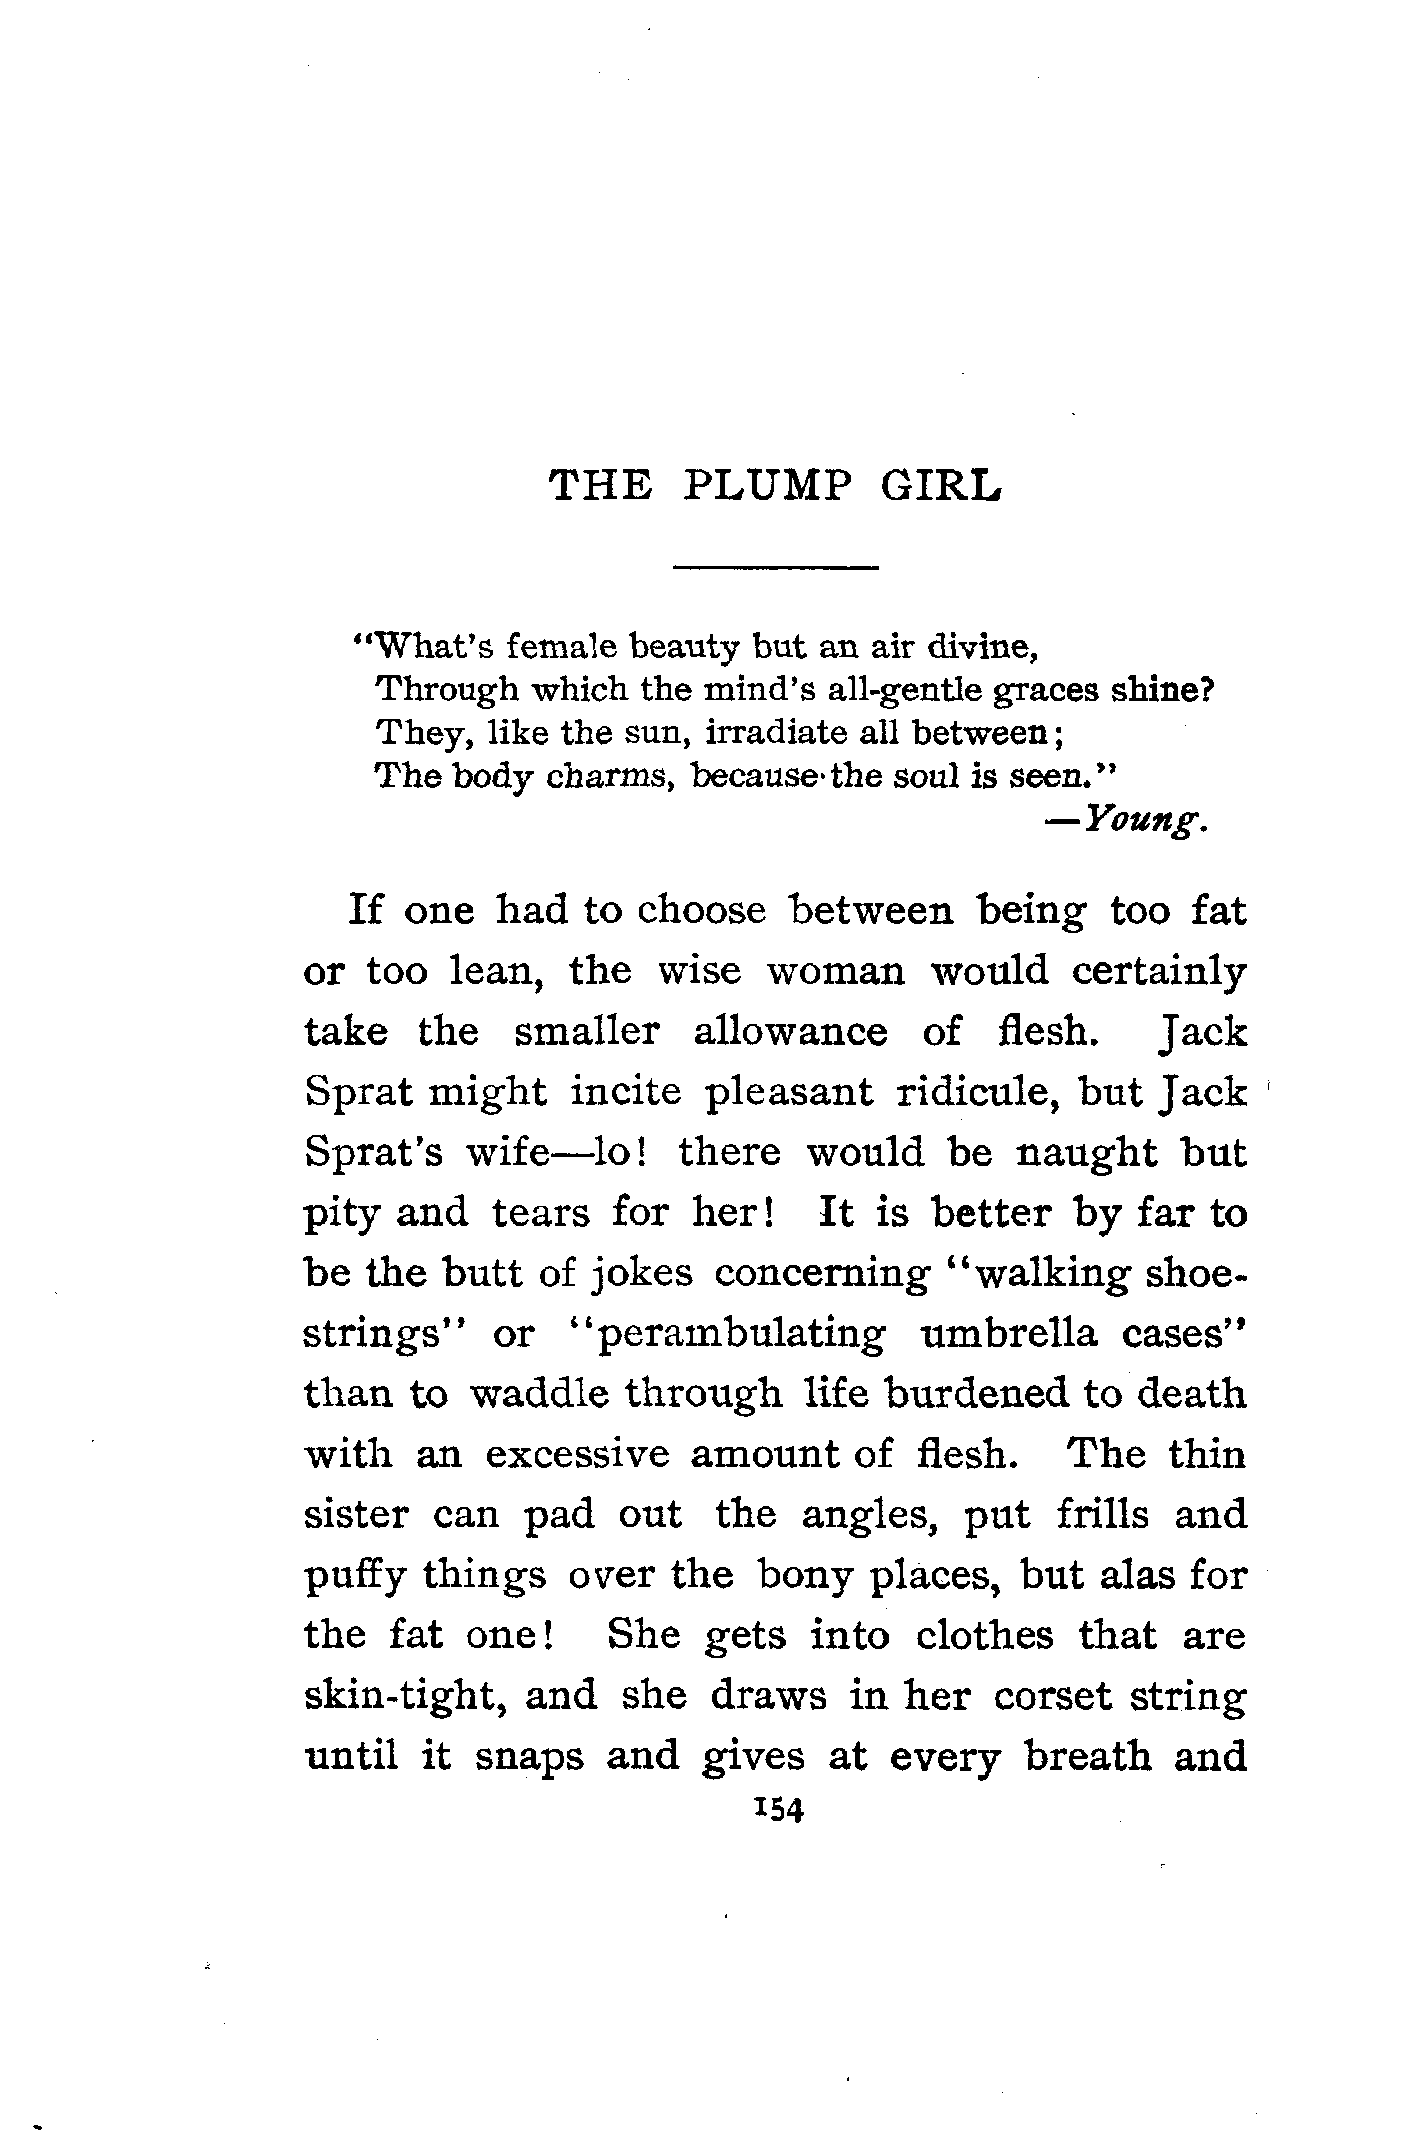 THE PLUMP GIRL
“What’s female beauty but an air divine,
Through which the mind’s all-gentle graces shine?
They, like the sun, irradiate all between;
The body charms, because the soul is seen.”
—Young.
If one had to choose between being too fat
or too lean, the wise woman would certainly
take the smaller allowance of flesh. Jack
Sprat might incite pleasant ridicule, but Jack
Sprat’s wife—lo! there would be naught but
pity and tears for her! It is better by far to
be the butt of jokes concerning “walking shoe-
strings” or “perambulating umbrella cases”
than to waddle through life burdened to death
with an excessive amount of flesh. The thin
sister can pad out the angles, put frills and
puffy things over the bony places, but alas for
the fat one! She gets into clothes that are
skin-tight, and she draws in her corset string
until it snaps and gives at every breath and
154